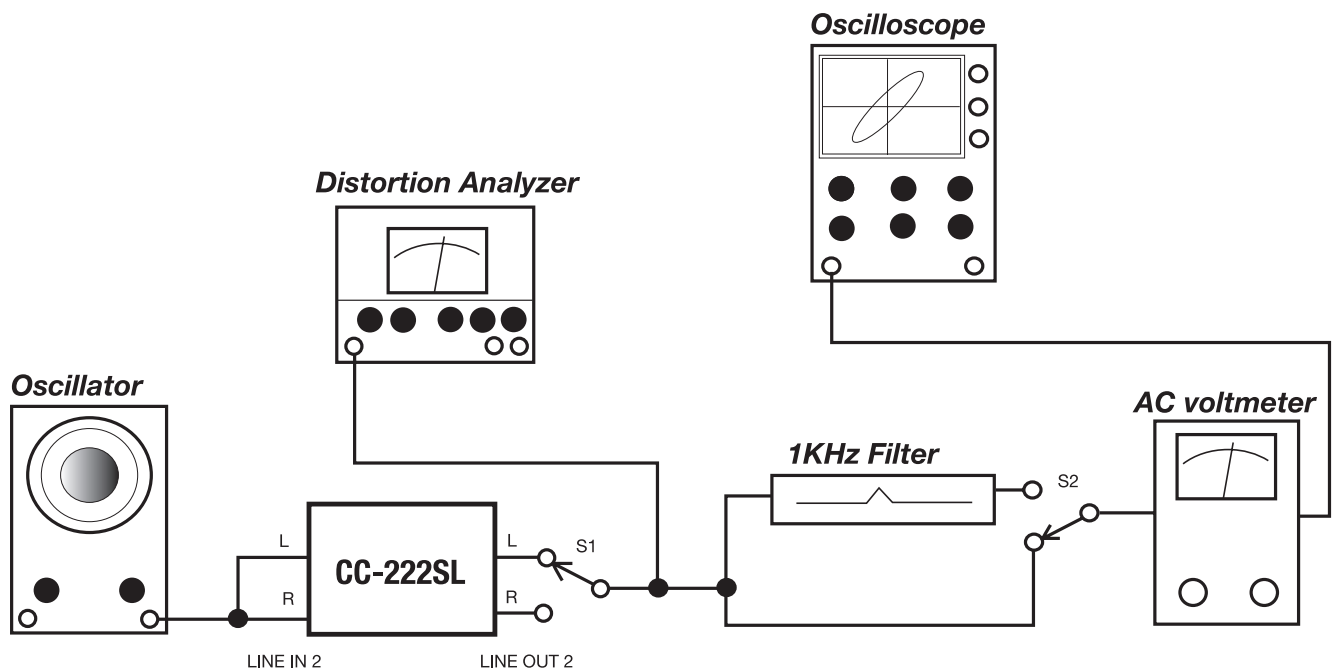 Oscilloscope
Distortion Analyzer
Oscillator
AC voltmeter
1KHz Filter
S2
L
CC-222SL
L
S1
R
R
LINE IN 2
LINE OUT 2